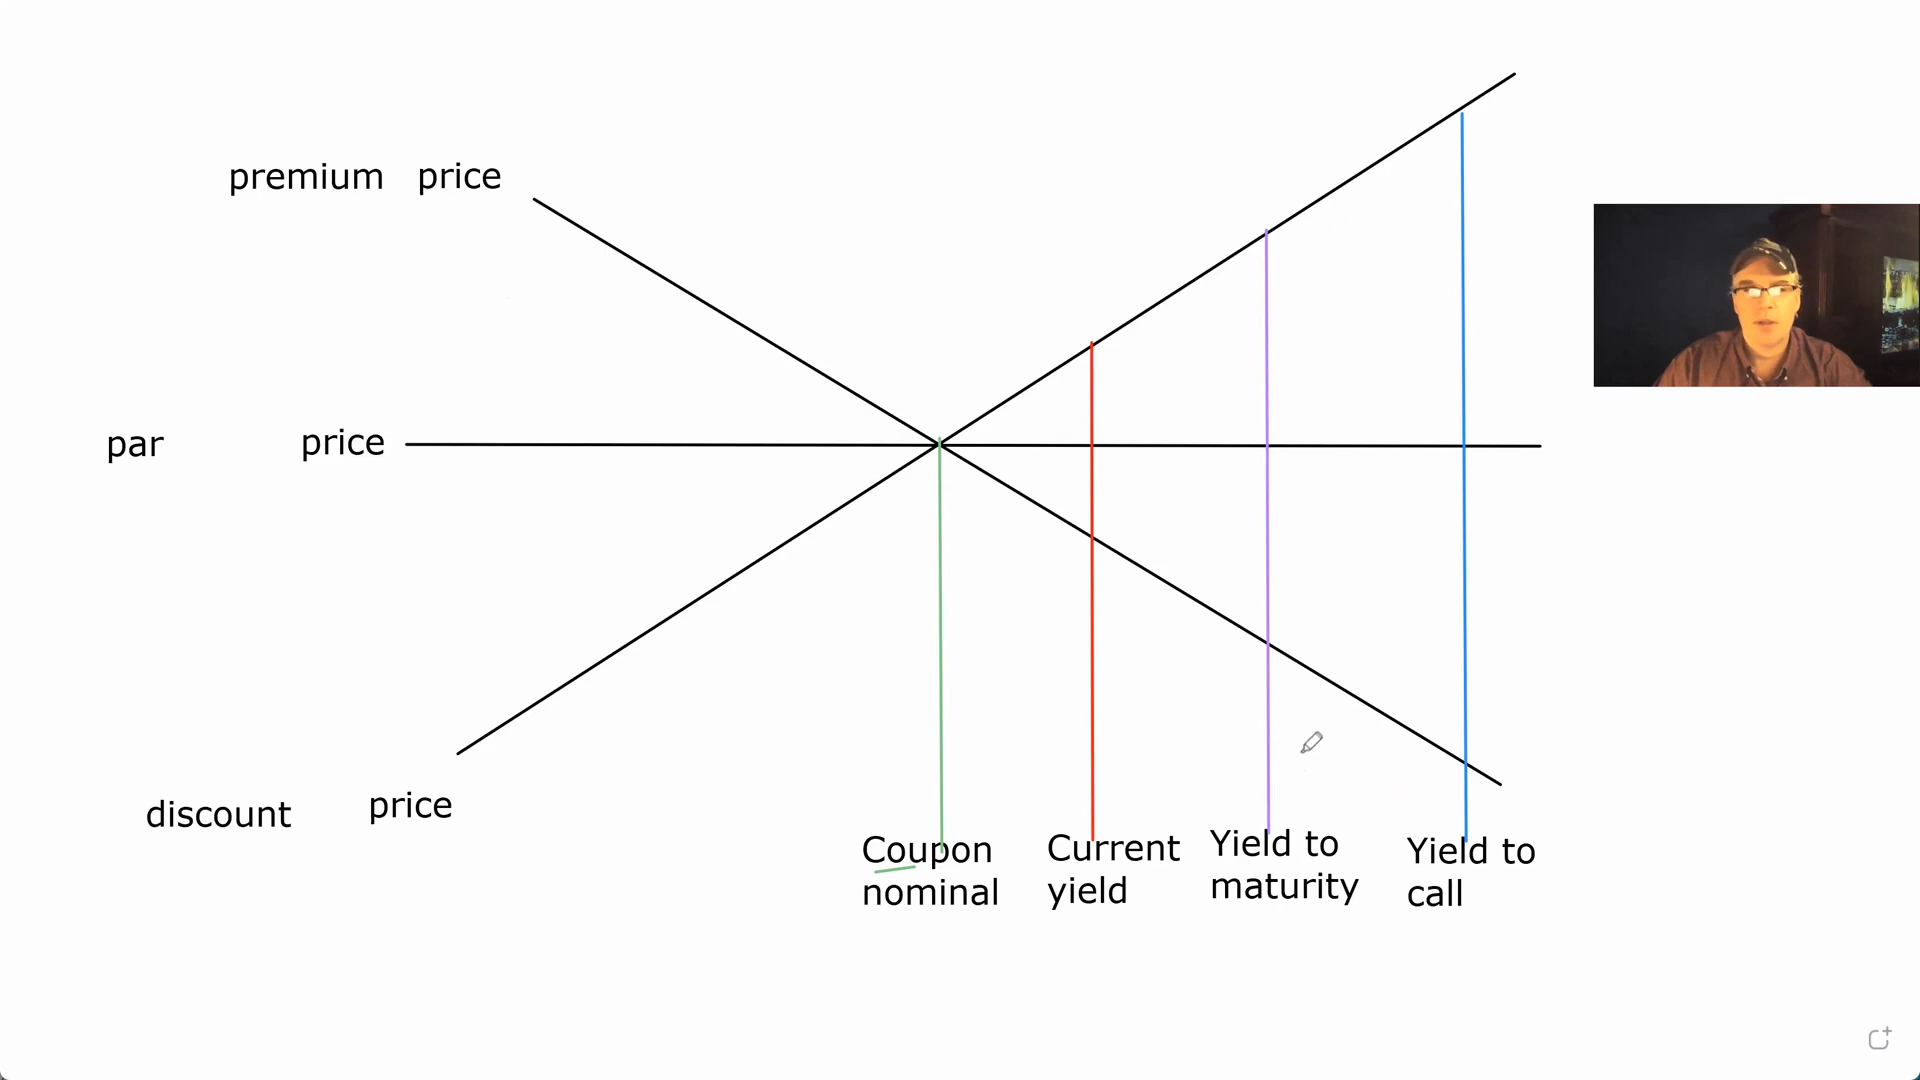 premium price
par price
discount price
Coupon
nominal
Current
yield
Yield to
maturity
Yield to
call